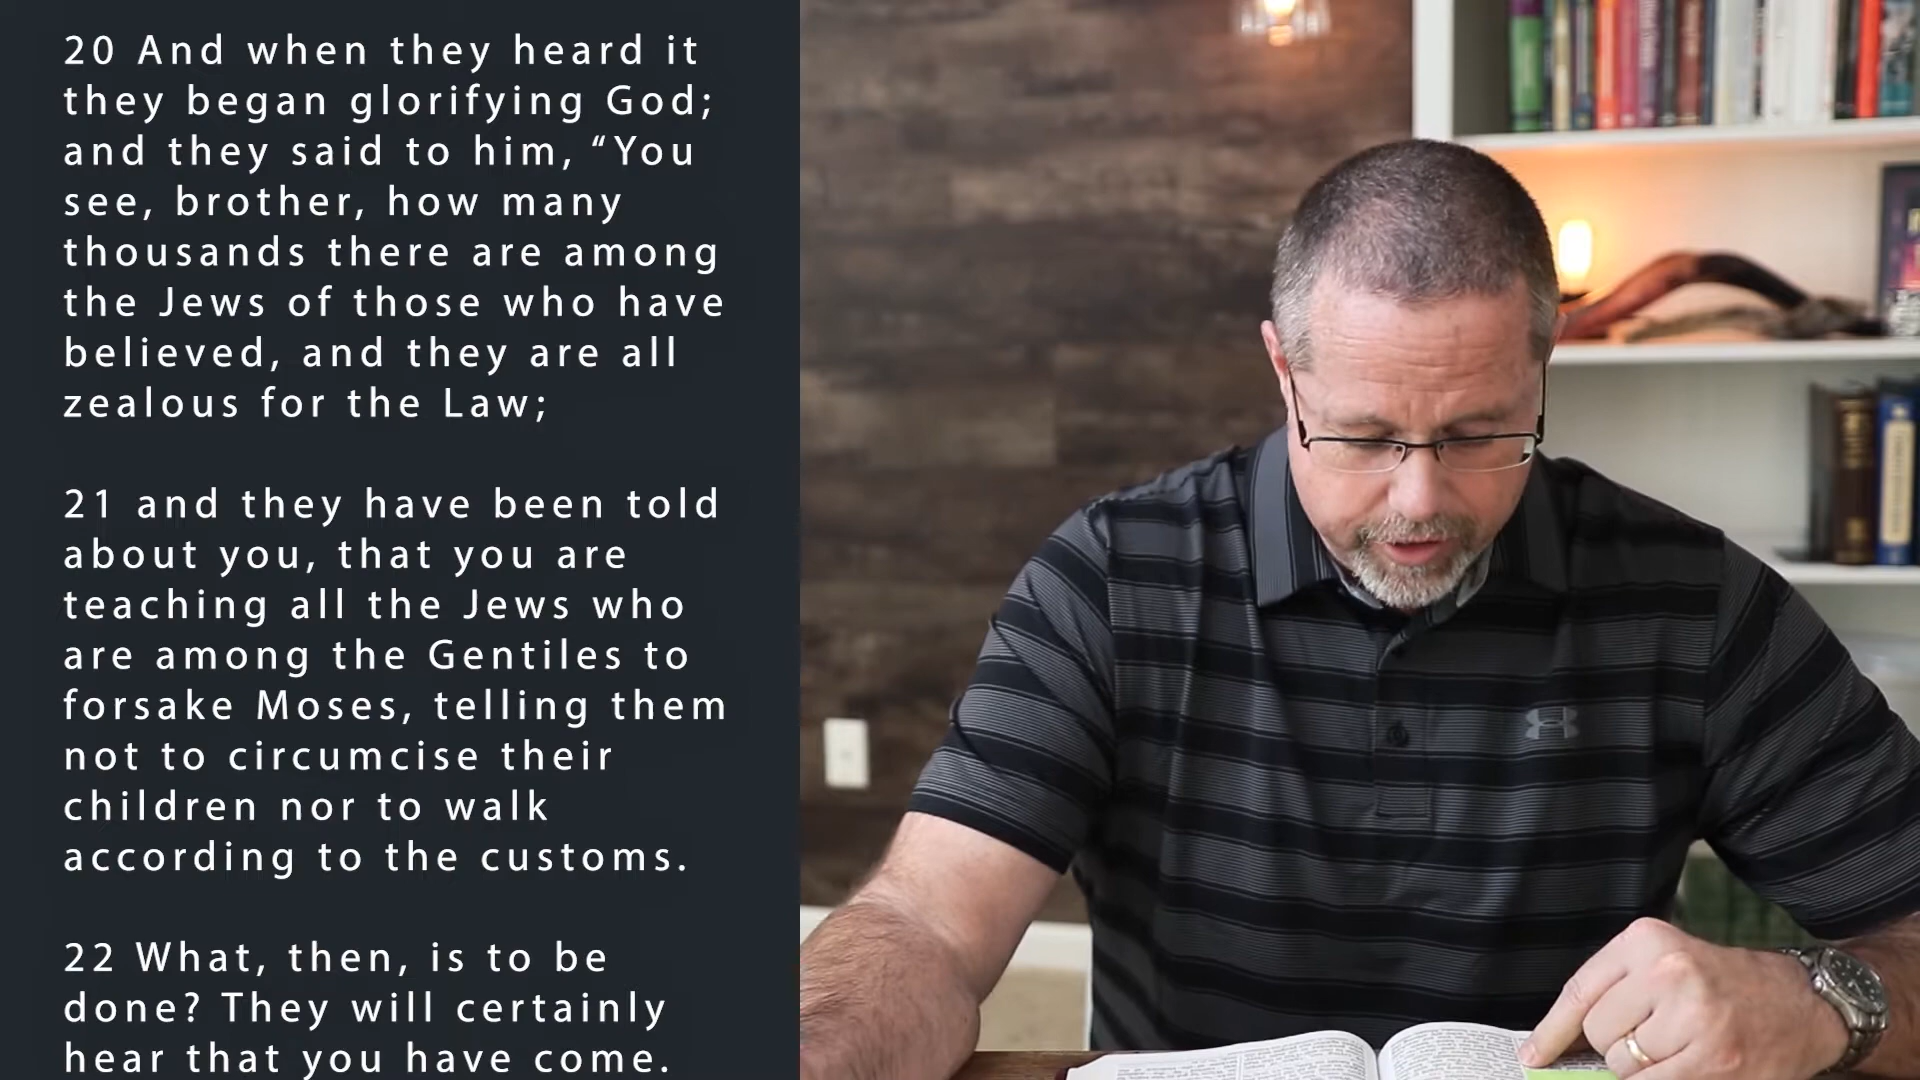 20 And when they heard it
they began glorifying God;
and they said to him, “You
see, brother, how many
thousands there are among
the Jews of those who have
believed, and they are all
zealous for the Law;
21 and they have been told
about you, that you are
teaching all the Jews who
are among the Gentiles to
forsake Moses, telling them
not to circumcise their
children nor to walk
according to the customs.
22 What, then, is to be
done? They will certainly
hear that you have come.